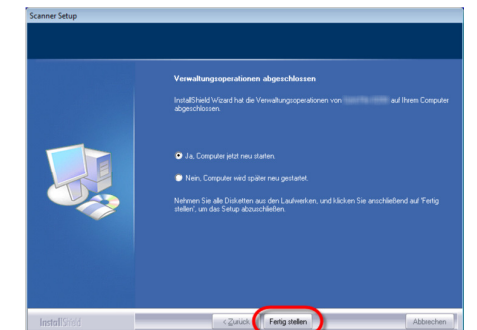 Scanner Setup
Verwaltungsoperationen abgeschlossen
InstallShield Wizard hat die Verwaltungsoperationen von auf Ihrem Computer
abgeschlossen.
Ja, Computer jetzt neu starten.
Nein, Computer wird später neu gestartet.
Nehmen Sie alle Disketten aus den Laufwerken, und klicken Sie anschließend auf 'Fertig
stellen', um das Setup abzuschließen.
InstallShield
< Zurück Fertig stellen Abbrechen